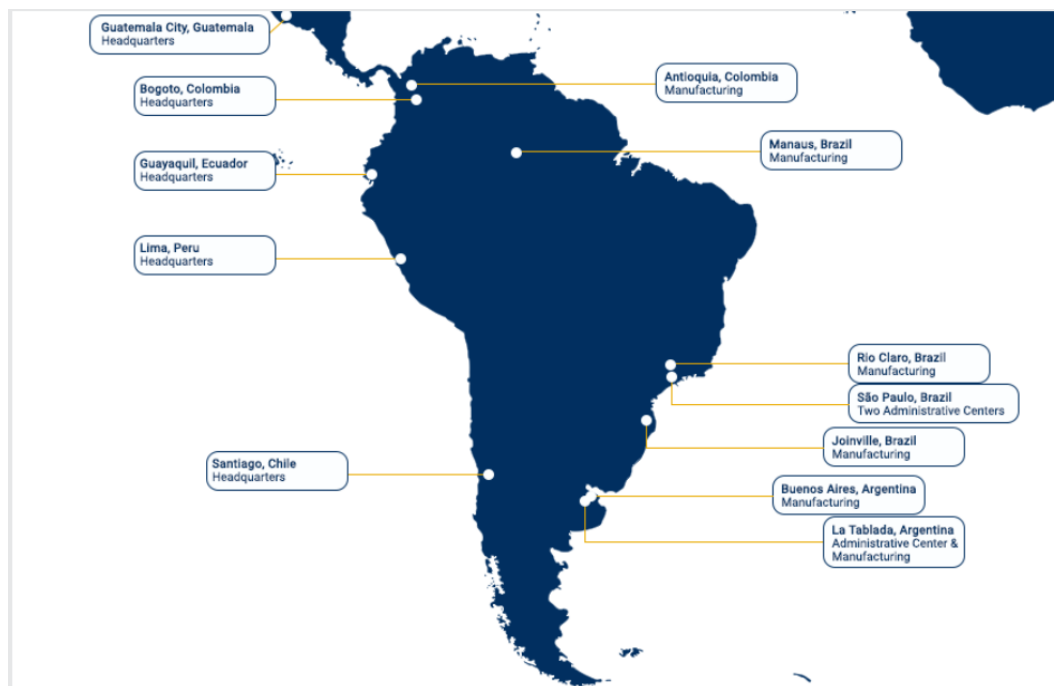 Guatemala City, Guatemala
Headquarters
Bogoto, Colombia
Headquarters
Guayaquil, Ecuador
Headquarters
Lima, Peru
Headquarters
Santiago, Chile
Headquarters
Antioquia, Colombia
Manufacturing
Manaus, Brazil
Manufacturing
Rio Claro, Brazil
Manufacturing
São Paulo, Brazil
Two Administrative Centers
Joinville, Brazil
Manufacturing
Buenos Aires, Argentina
Manufacturing
La Tablada, Argentina
Administrative Center &
Manufacturing